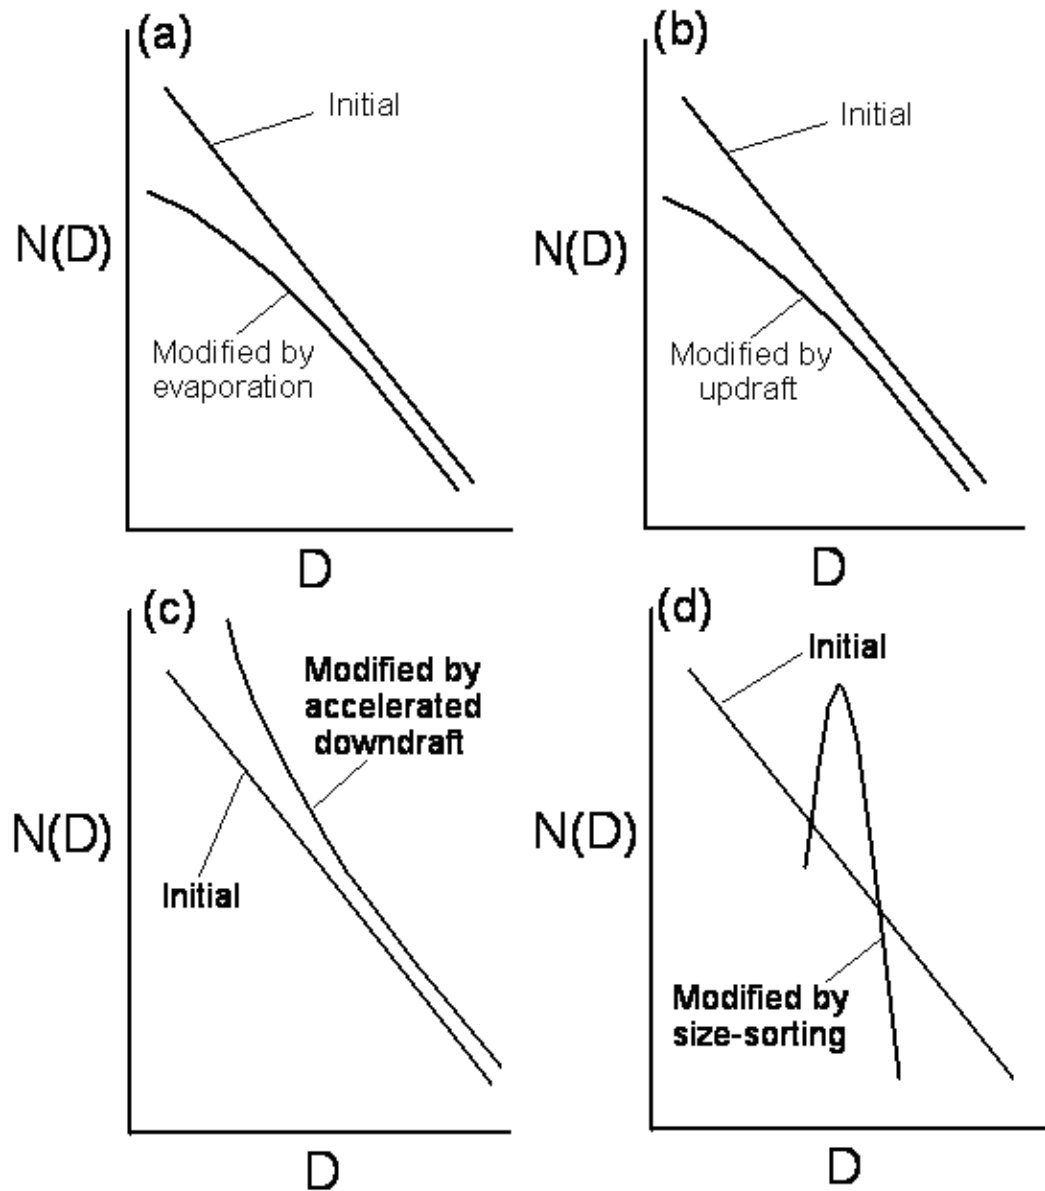 (a)
Initial
N(D)
Modified by
evaporation
D
(b)
Initial
N(D)
Modified by
updraft
D
(c)
Modified by
accelerated
downdraft
N(D)
Initial
D
(d)
Initial
N(D)
Modified by
size-sorting
D